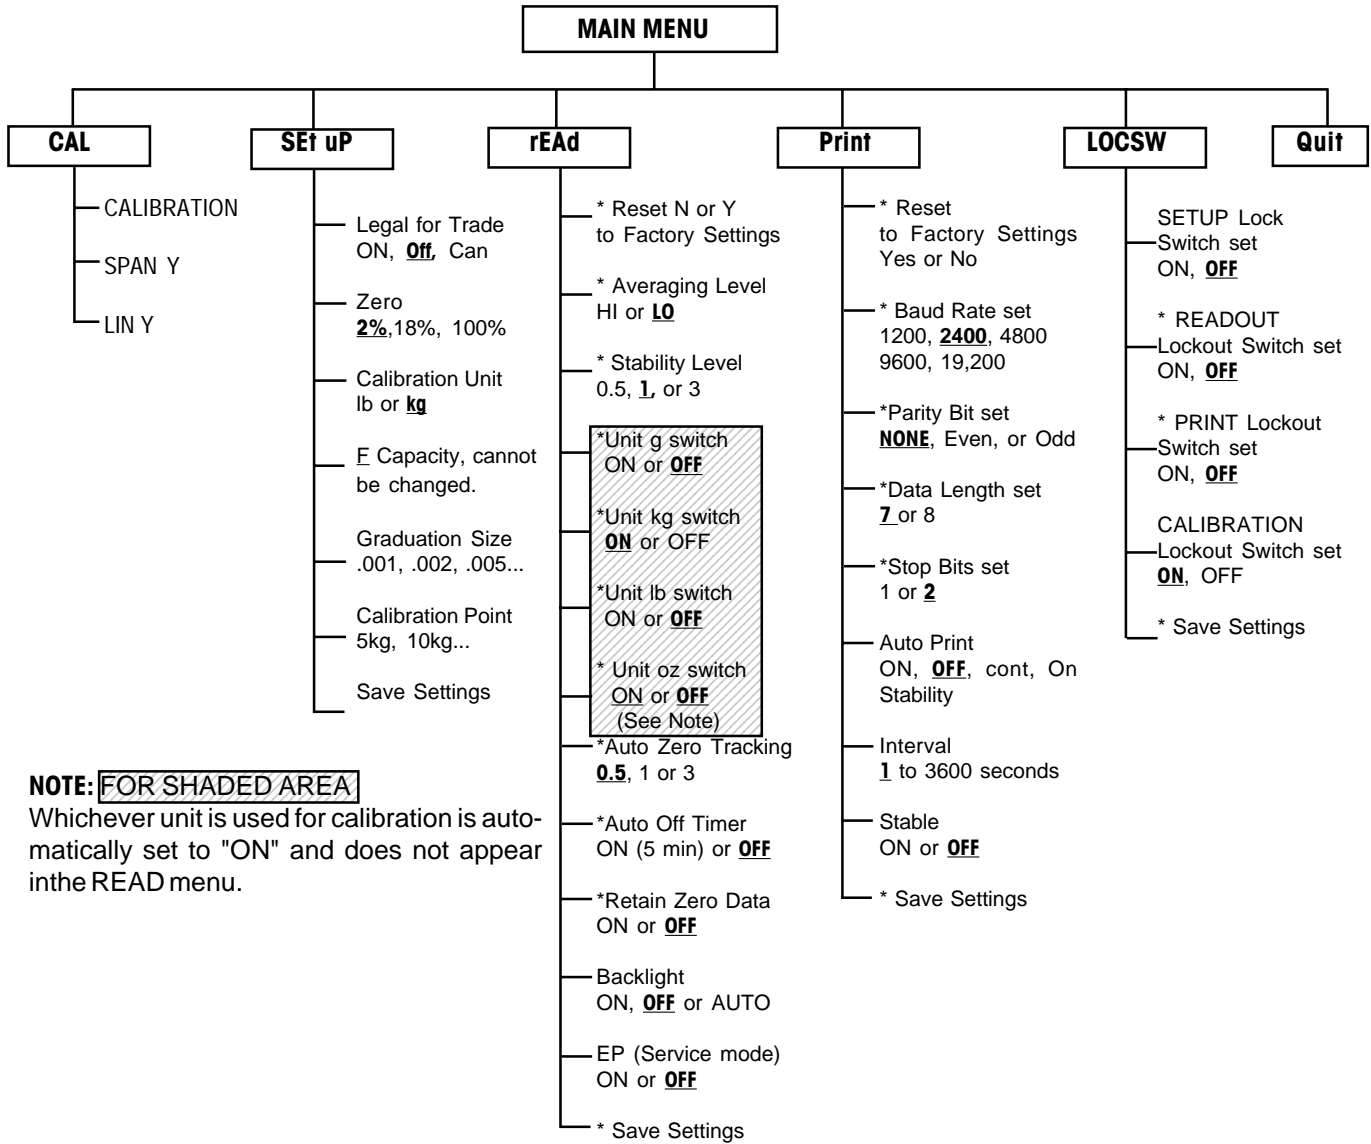 MAIN MENU
CAL
SEt uP
rEAd
Print
LOCSW
Quit
CALIBRATION
SPAN Y
LIN Y
Legal for Trade
ON, Off, Can
Zero
2%,18%, 100%
Calibration Unit
lb or kg
F Capacity, cannot
be changed.
Graduation Size
.001, .002, .005...
Calibration Point
5kg, 10kg...
Save Settings
* Reset N or Y
to Factory Settings
* Averaging Level
HI or LO
* Stability Level
0.5, 1, or 3
*Unit g switch
ON or OFF
*Unit kg switch
ON or OFF
*Unit lb switch
ON or OFF
* Unit oz switch
ON or OFF
(See Note)
*Auto Zero Tracking
0.5, 1 or 3
*Auto Off Timer
ON (5 min) or OFF
*Retain Zero Data
ON or OFF
Backlight
ON, OFF or AUTO
EP (Service mode)
ON or OFF
* Save Settings
* Reset
to Factory Settings
Yes or No
* Baud Rate set
1200, 2400, 4800
9600, 19,200
*Parity Bit set
NONE, Even, or Odd
*Data Length set
7 or 8
*Stop Bits set
1 or 2
Auto Print
ON, OFF, cont, On
Stability
Interval
1 to 3600 seconds
Stable
ON or OFF
* Save Settings
SETUP Lock
Switch set
ON, OFF
* READOUT
Lockout Switch set
ON, OFF
* PRINT Lockout
Switch set
ON, OFF
CALIBRATION
Lockout Switch set
ON, OFF
* Save Settings
NOTE: FOR SHADED AREA
Whichever unit is used for calibration is auto-
matically set to "ON" and does not appear
inthe READ menu.